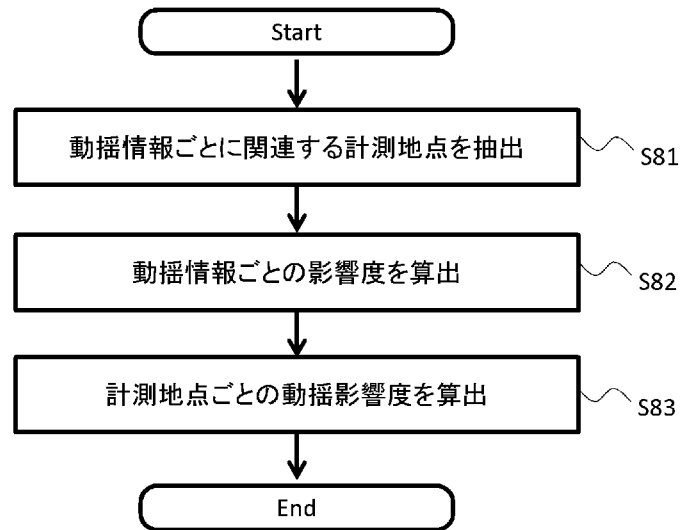 Start
動揺情報ごとに関連する計測地点を抽出
S81
動揺情報ごとの影響度を算出
S82
計測地点ごとの動揺影響度を算出
S83
End